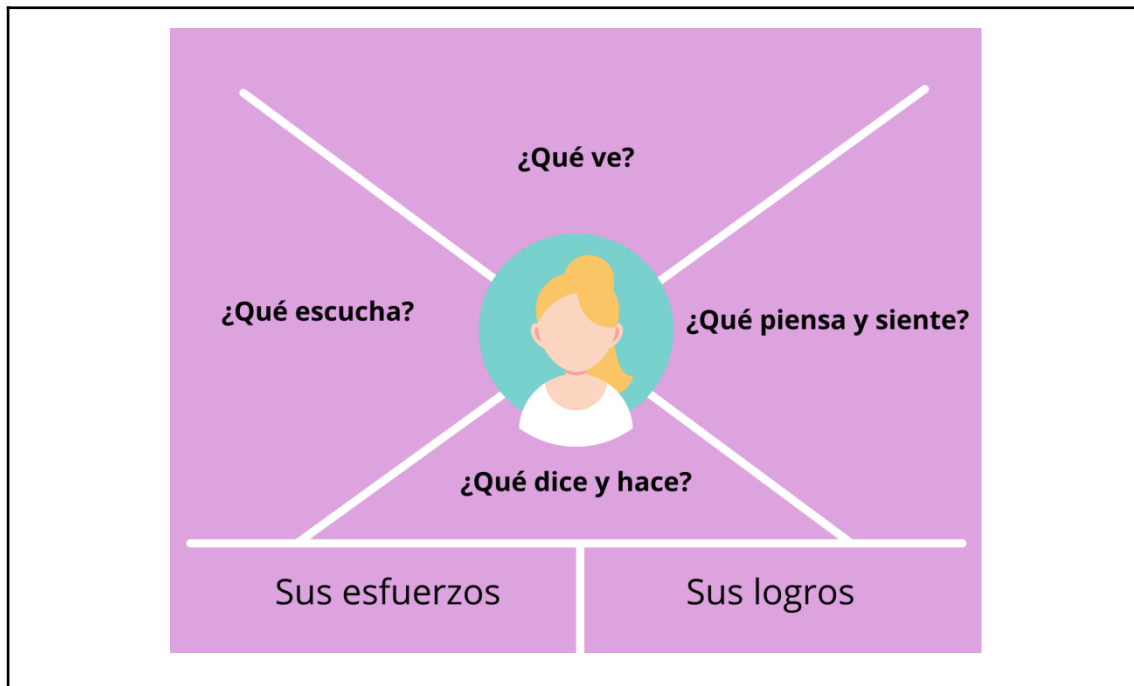 ¿Qué ve?
¿Qué escucha?
¿Qué piensa y siente?
¿Qué dice y hace?
Sus esfuerzos
Sus logros